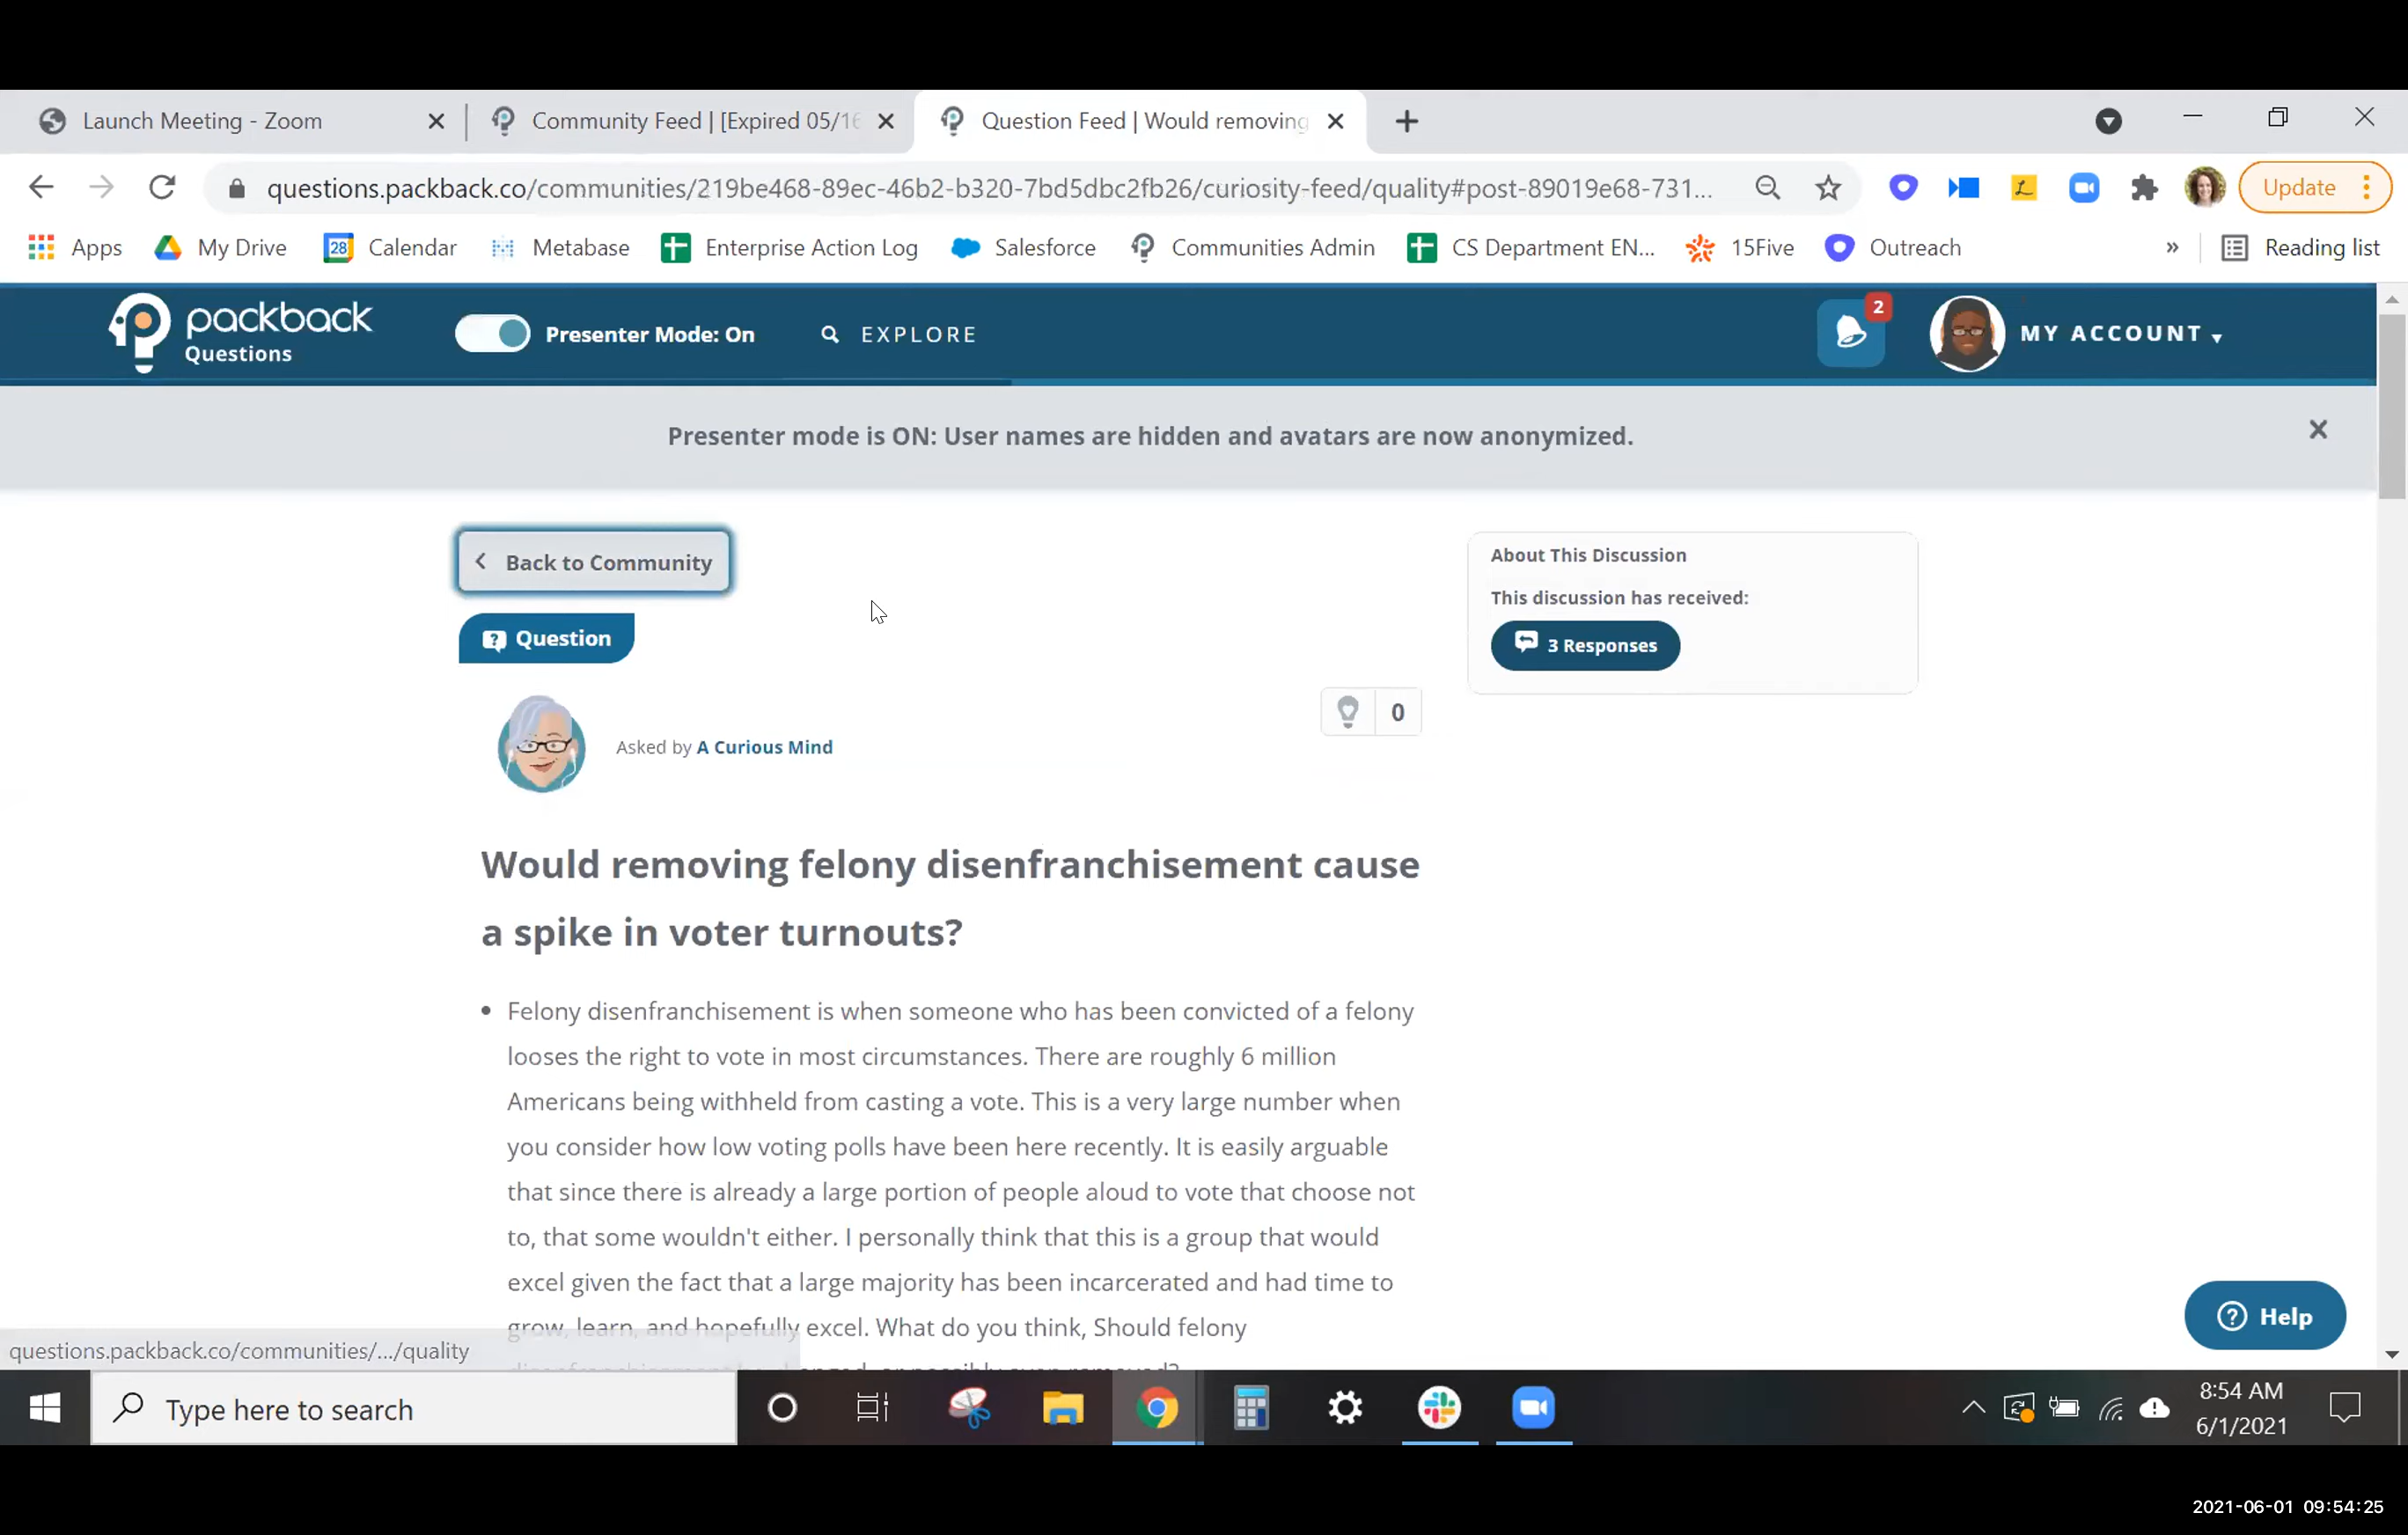 Launch Meeting - Zoom
Community Feed | [Expired 05/16
Question Feed | Would removing
questions.packback.co/communities/219be468-89ec-46b2-b320-7bd5dbc2fb26/curiosity-feed/quality#post-89019e68-731...
Update
Apps
My Drive
28
Calendar
Metabase
Enterprise Action Log
Salesforce
Communities Admin
CS Department EN...
15Five
Outreach
»
Reading list
packback
Questions
Presenter Mode: On
EXPLORE
2
MY ACCOUNT
Presenter mode is ON: User names are hidden and avatars are now anonymized.
Back to Community
About This Discussion
This discussion has received:
3 Responses
Question
0
Asked by A Curious Mind
Would removing felony disenfranchisement cause
a spike in voter turnouts?
• Felony disenfranchisement is when someone who has been convicted of a felony
looses the right to vote in most circumstances. There are roughly 6 million
Americans being withheld from casting a vote. This is a very large number when
you consider how low voting polls have been here recently. It is easily arguable
that since there is already a large portion of people aloud to vote that choose not
to, that some wouldn't either. I personally think that this is a group that would
excel given the fact that a large majority has been incarcerated and had time to
grow, learn, and hopefully excel. What do you think, Should felony
Help
questions.packback.co/communities/.../quality
Type here to search
8:54 AM
6/1/2021
2021-06-01 09:54:25